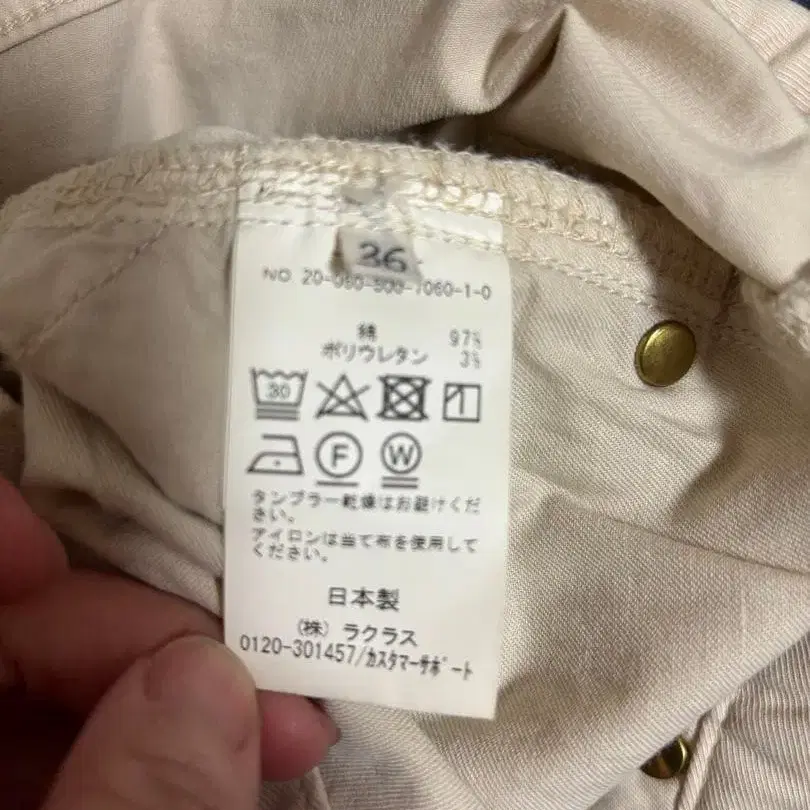 36
NO 20-060-500-7060-1-0
綿 97%
ポリウレタン 3%
30
F W
タンブラー乾燥はお避けくだ
さい。
アイロンは当て布を使用して
ください。
日本製
(株) ラクラス
0120-301457/カスタマーサポート